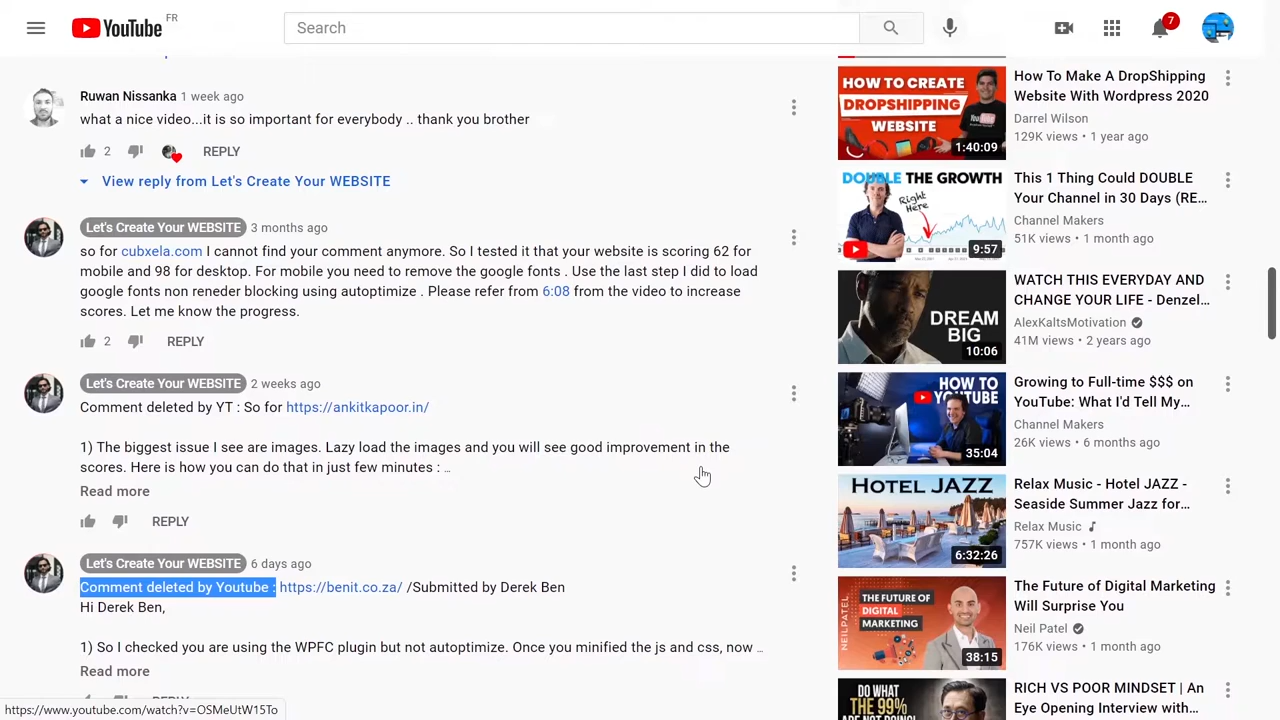 YouTube FR
Search
7
Ruwan Nissanka 1 week ago
what a nice video...it is so important for everybody .. thank you brother
2 REPLY
View reply from Let's Create Your WEBSITE
Let's Create Your WEBSITE 3 months ago
so for cubxela.com I cannot find your comment anymore. So I tested it that your website is scoring 62 for
mobile and 98 for desktop. For mobile you need to remove the google fonts . Use the last step I did to load
google fonts non reneder blocking using autoptimize . Please refer from 6:08 from the video to increase
scores. Let me know the progress.
2 REPLY
Let's Create Your WEBSITE 2 weeks ago
Comment deleted by YT : So for https://ankitkapoor.in/
1) The biggest issue I see are images. Lazy load the images and you will see good improvement in the
scores. Here is how you can do that in just few minutes : ...
Read more
REPLY
Let's Create Your WEBSITE 6 days ago
Comment deleted by Youtube : https://benit.co.za/ /Submitted by Derek Ben
Hi Derek Ben,
1) So I checked you are using the WPFC plugin but not autoptimize. Once you minified the js and css, now ...
Read more
REPLY
https://www.youtube.com/watch?v=OSMeUtW15To
HOW TO CREATE
DROPSHIPPING
WEBSITE
YouTube
1:40:09
How To Make A DropShipping
Website With Wordpress 2020
Darrel Wilson
129K views • 1 year ago
DOUBLE THE GROWTH
Right
Here
9:57
This 1 Thing Could DOUBLE
Your Channel in 30 Days (RE...
Channel Makers
51K views • 1 month ago
DREAM
BIG
10:06
WATCH THIS EVERYDAY AND
CHANGE YOUR LIFE - Denzel...
AlexKaltsMotivation
41M views • 2 years ago
HOW TO
YOUTUBE
35:04
Growing to Full-time $$$ on
YouTube: What I'd Tell My...
Channel Makers
26K views • 6 months ago
HOTEL JAZZ
6:32:26
Relax Music - Hotel JAZZ -
Seaside Summer Jazz for...
Relax Music
757K views • 1 month ago
NEILPATEL
THE FUTURE OF
DIGITAL
MARKETING
38:15
The Future of Digital Marketing
Will Surprise You
Neil Patel
176K views • 1 month ago
DO WHAT
THE 99%
ARE NOT DOING!
RICH VS POOR MINDSET | An
Eye Opening Interview with...